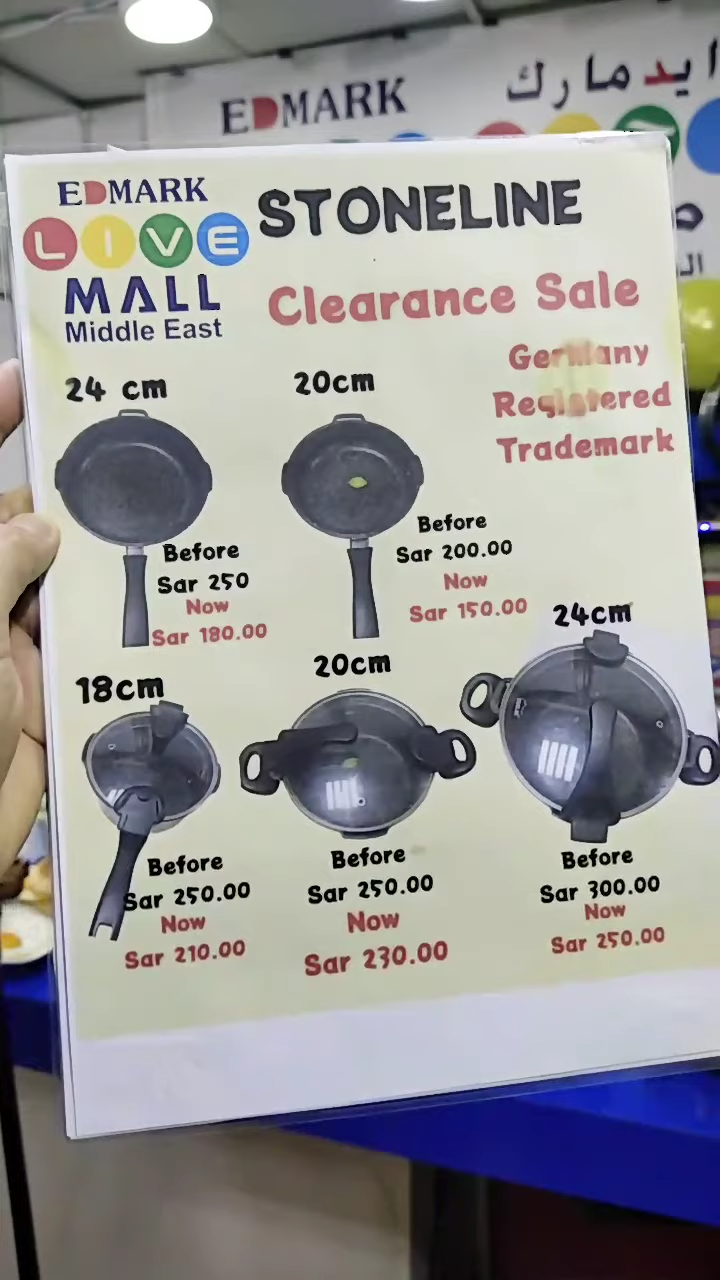 EDMARK
ايدمارك
EDMARK
LIVE
MALL
Middle East
STONELINE
Clearance Sale
Germany
Registered
Trademark
24 cm
Before
Sar 250
Now
Sar 180.00
20cm
Before
Sar 200.00
Now
Sar 150.00
18cm
Before
Sar 250.00
Now
Sar 210.00
20cm
Before
Sar 250.00
Now
Sar 230.00
24cm
Before
Sar 300.00
Now
Sar 250.00